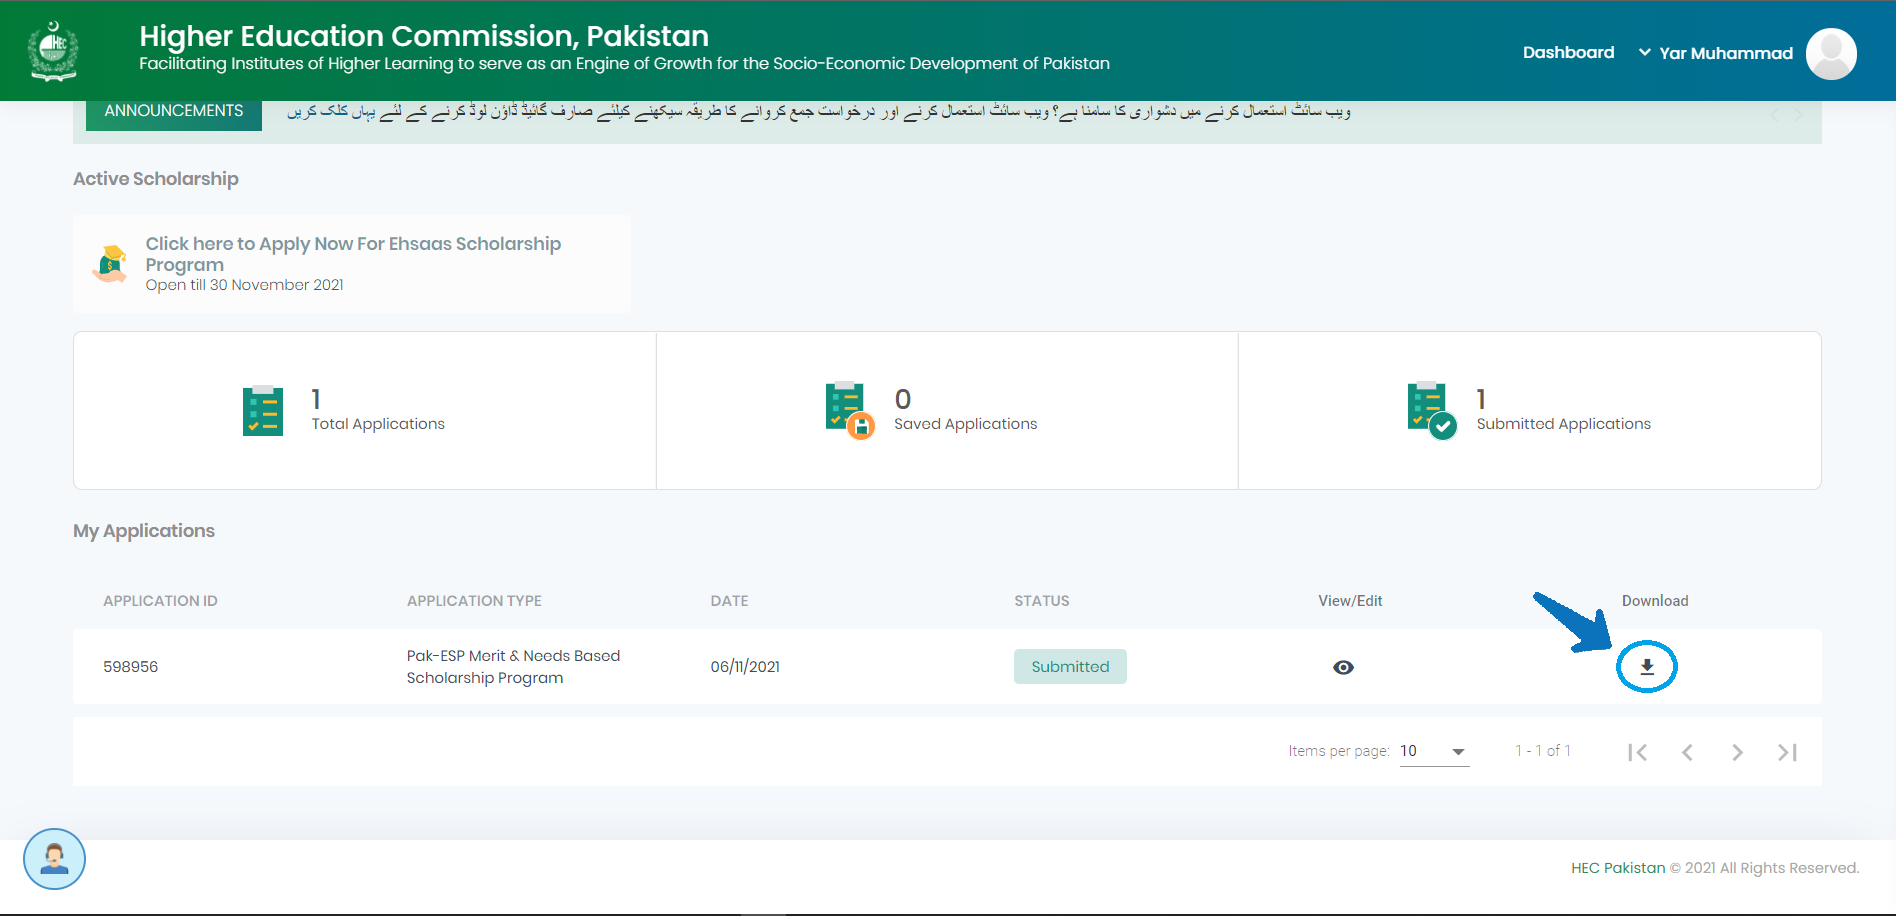 HEC
Higher Education Commission, Pakistan
Facilitating Institutes of Higher Learning to serve as an Engine of Growth for the Socio-Economic Development of Pakistan
Dashboard
Yar Muhammad
ANNOUNCEMENTS
ویب سائٹ استعمال کرنے میں دشواری کا سامنا ہے؟ ویب سائٹ استعمال کرنے اور درخواست جمع کروانے کا طریقہ سیکھنے کیلئے صارف گائیڈ ڈاؤن لوڈ کرنے کے لئے یہاں کلک کریں
Active Scholarship
Click here to Apply Now For Ehsaas Scholarship
Program
Open till 30 November 2021
1
Total Applications
0
Saved Applications
1
Submitted Applications
My Applications
APPLICATION ID
APPLICATION TYPE
DATE
STATUS
View/Edit
Download
598956
Pak-ESP Merit & Needs Based
Scholarship Program
06/11/2021
Submitted
Items per page: 10
1 - 1 of 1
HEC Pakistan © 2021 All Rights Reserved.